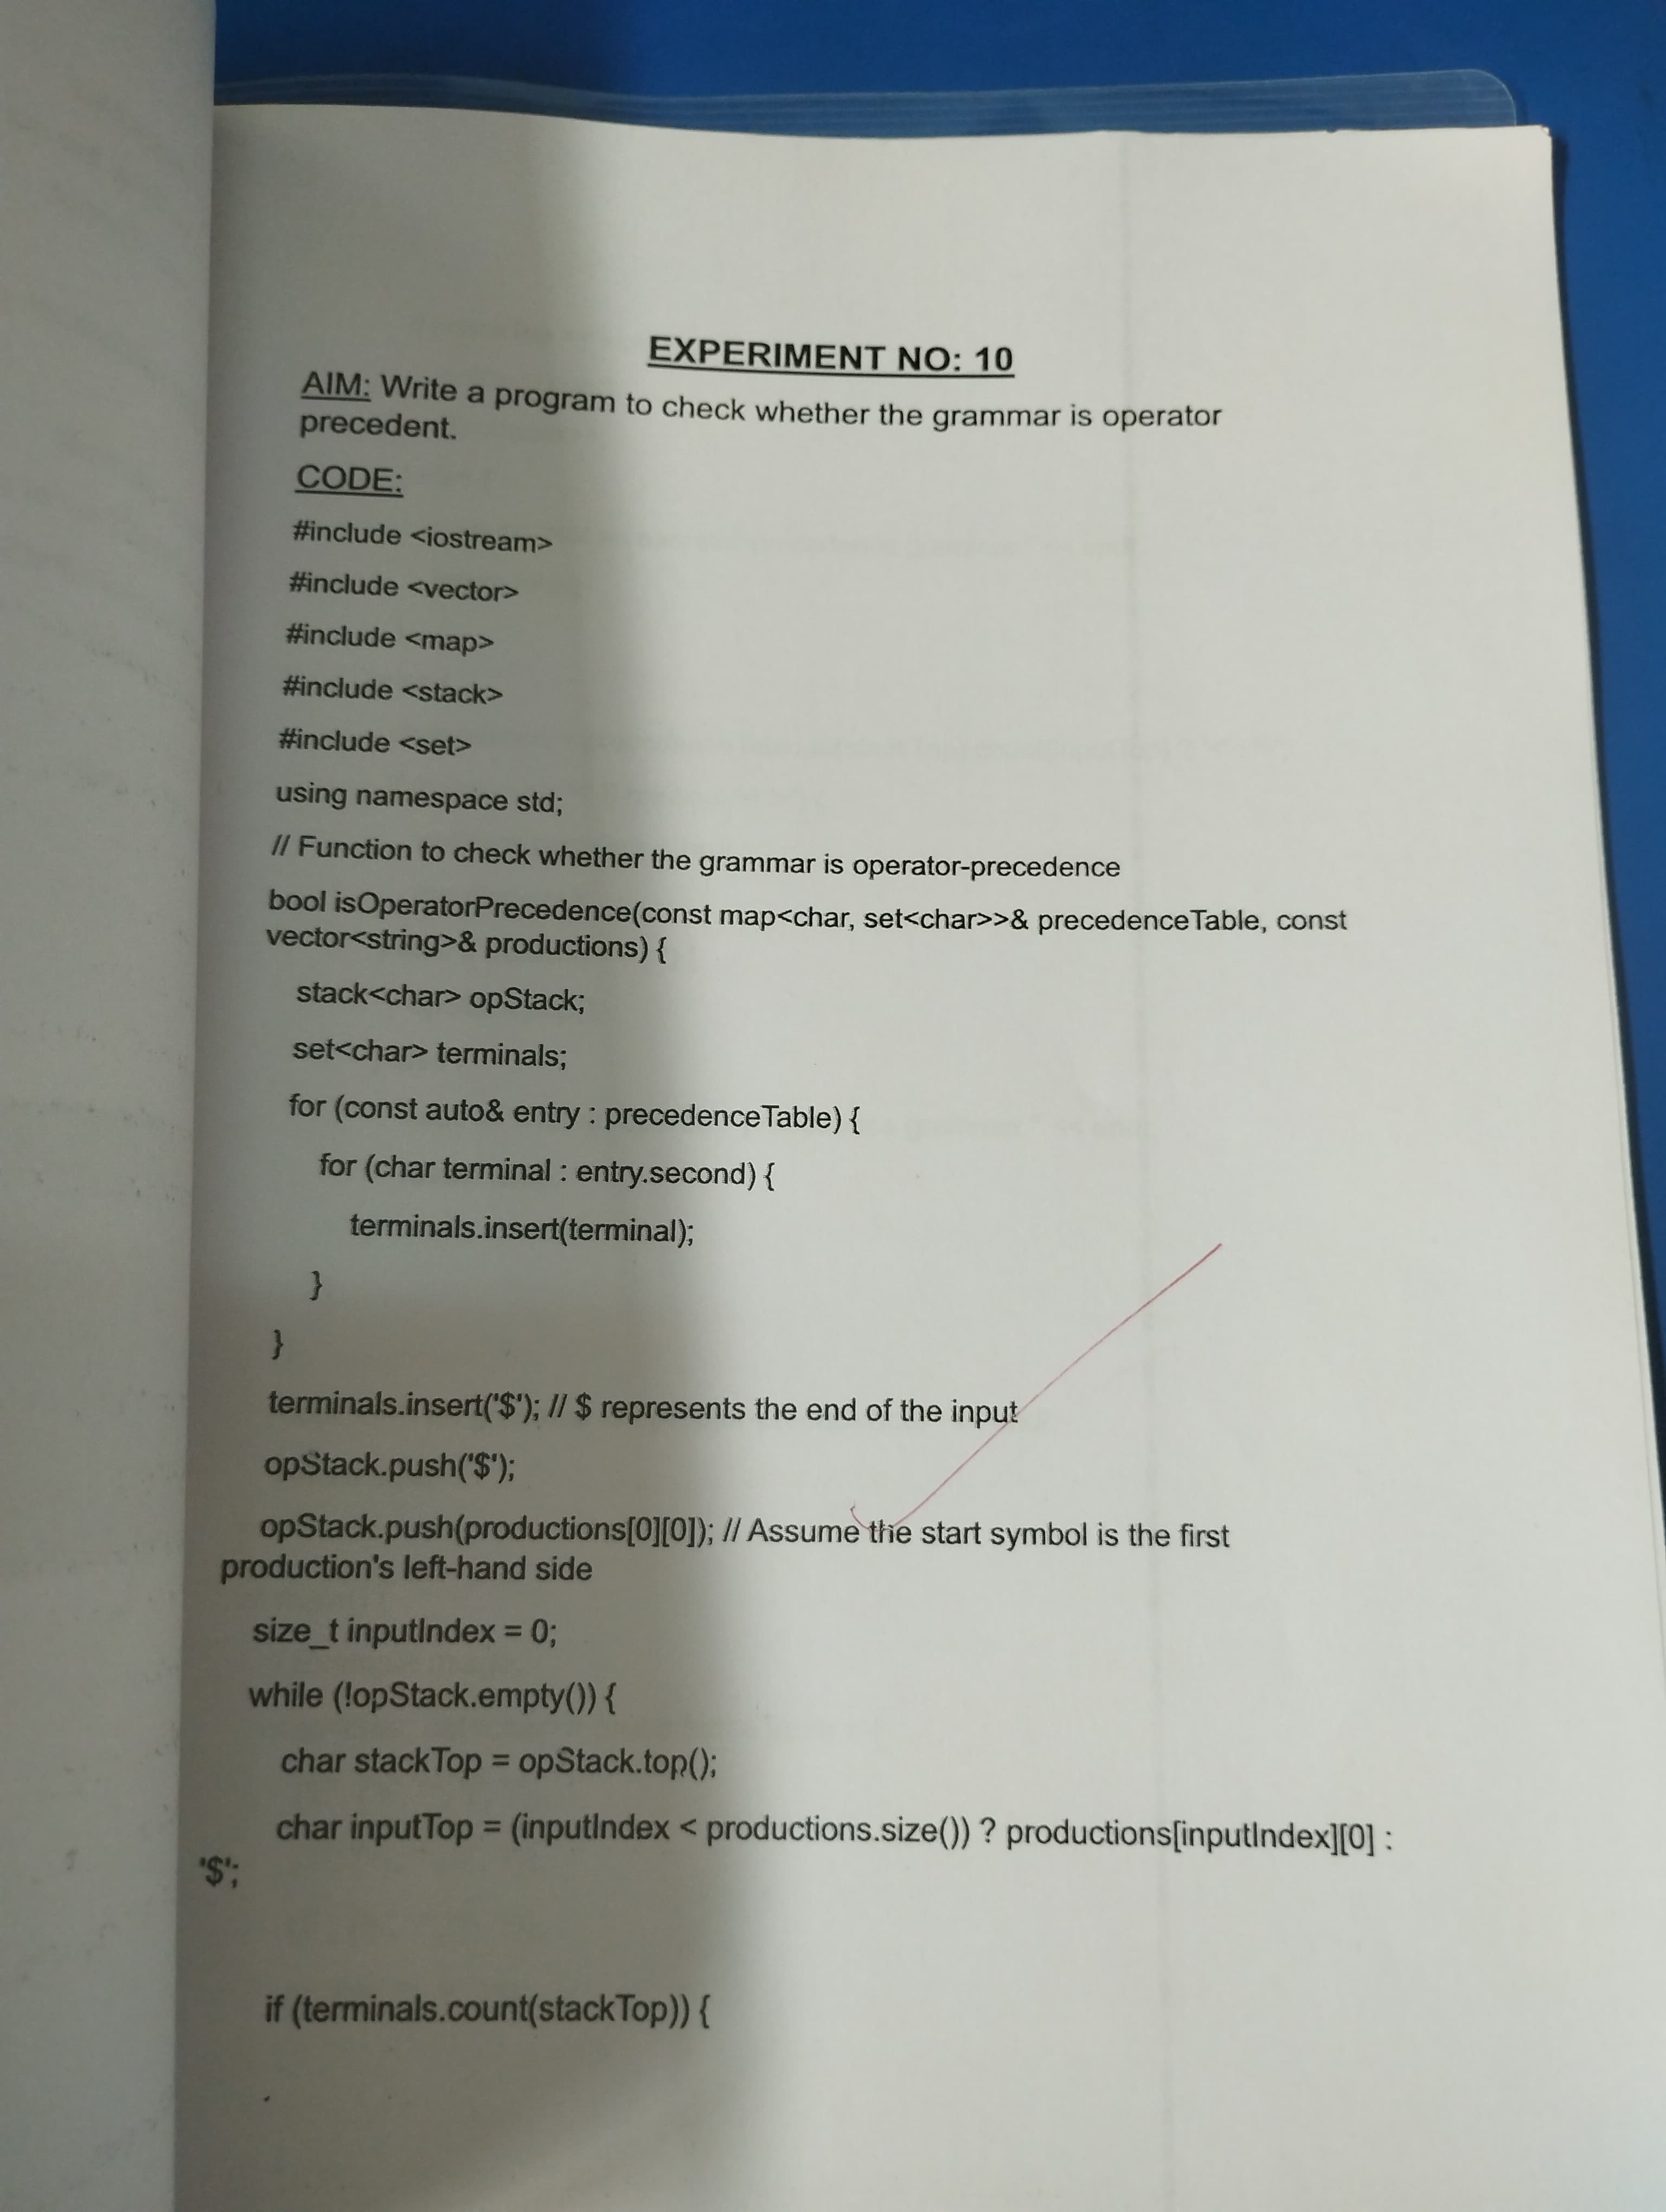 EXPERIMENT NO: 10
AIM: Write a program to check whether the grammar is operator
precedent.
CODE:
#include <iostream>
#include <vector>
#include <map>
#include <stack>
#include <set>
using namespace std;
// Function to check whether the grammar is operator-precedence
bool isOperatorPrecedence(const map<char, set<char>>& precedenceTable, const
vector<string>& productions) {
stack<char> opStack;
set<char> terminals;
for (const auto& entry : precedenceTable) {
for (char terminal : entry.second) {
terminals.insert(terminal);
}
}
terminals.insert('$'); // $ represents the end of the input
opStack.push('$');
opStack.push(productions[0][0]); // Assume the start symbol is the first
production's left-hand side
size_t inputIndex = 0;
while (!opStack.empty()) {
char stackTop = opStack.top();
char inputTop = (inputIndex < productions.size()) ? productions[inputIndex][0] :
'$';
if (terminals.count(stackTop)) {